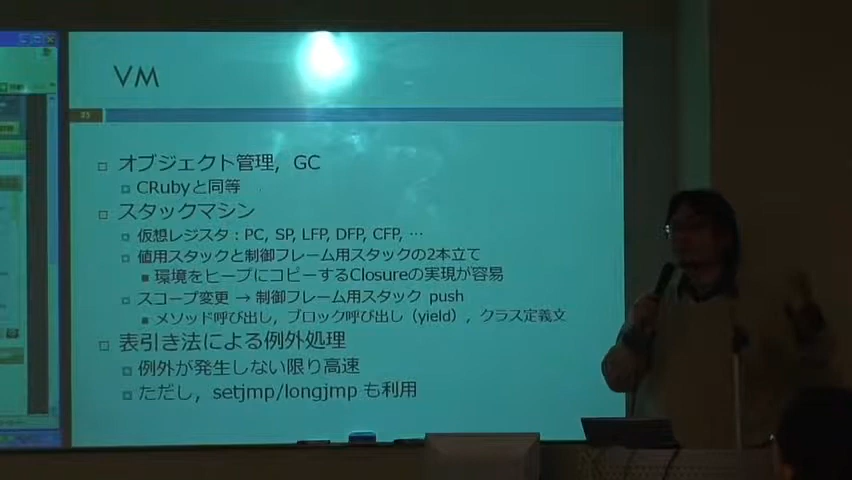 VM
オブジェクト管理，GC
CRubyと同等
スタックマシン
仮想レジスタ：PC, SP, LFP, DFP, CFP, …
値用スタックと制御フレーム用スタックの2本立て
環境をヒープにコピーするClosureの実現が容易
スコープ変更 → 制御フレーム用スタック push
メソッド呼び出し，ブロック呼び出し（yield），クラス定義文
表引き法による例外処理
例外が発生しない限り高速
ただし，setjmp/longjmp も利用